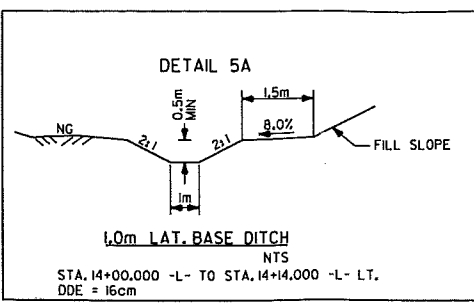 DETAIL 5A
0.5m
MIN
1.5m
NG
2:1
2:1
8.0%
FILL SLOPE
1m
1.0m LAT. BASE DITCH
NTS
STA. 14+00.000 -L- TO STA. 14+14.000 -L- LT.
DDE = 16cm